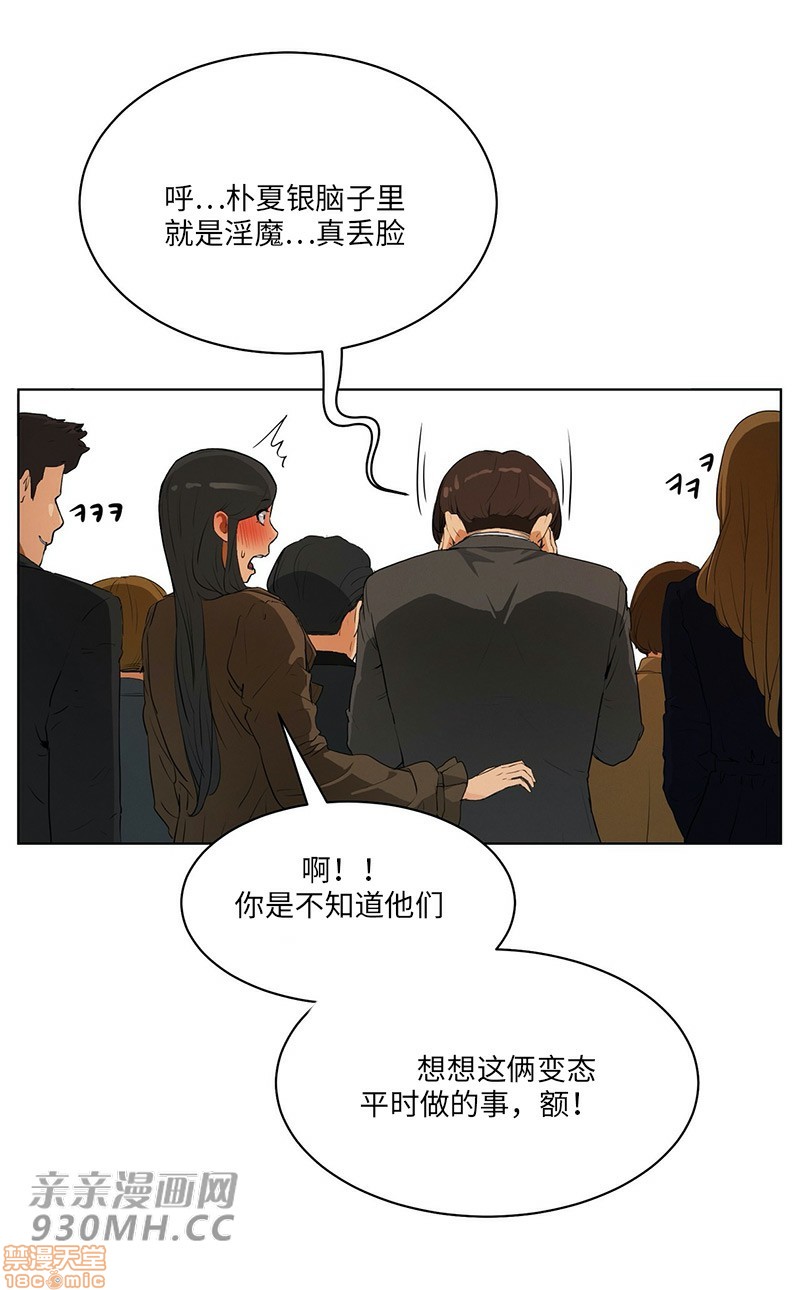 呼...朴夏银脑子里
就是淫魔...真丢脸
ㅋㅋㅋ
ㅋㅋㅋ
啊！！
你是不知道他们
想想这俩变态
平时做的事，额！
亲亲漫画网
930MH.CC
禁漫天堂
18comic